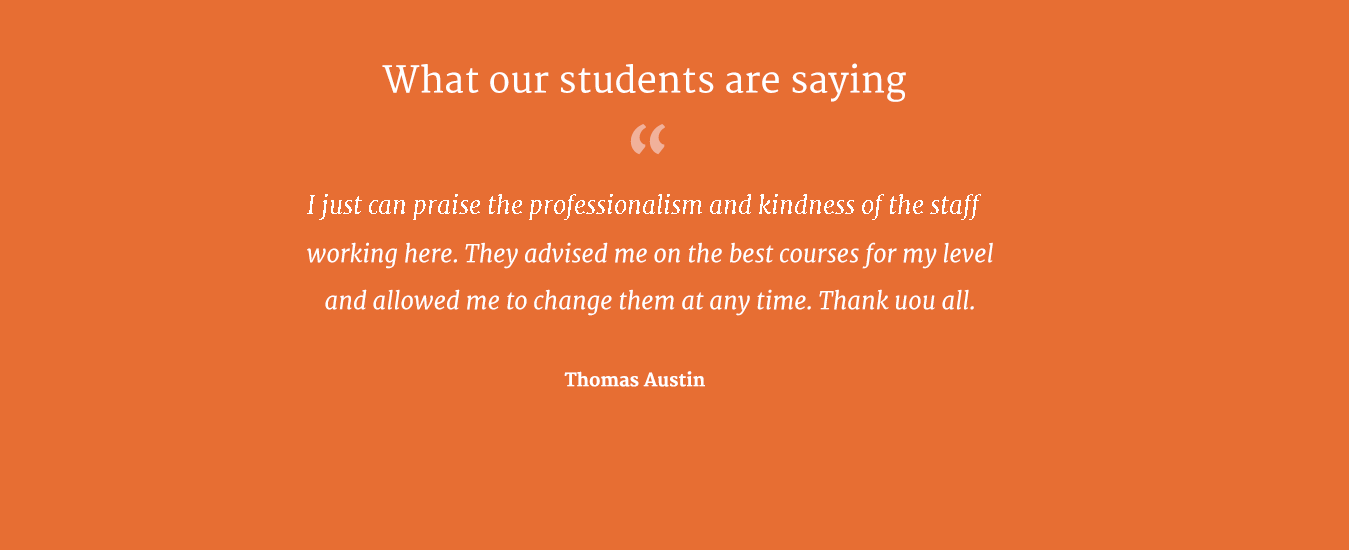 What our students are saying
“
I just can praise the professionalism and kindness of the staff
working here. They advised me on the best courses for my level
and allowed me to change them at any time. Thank uou all.
Thomas Austin